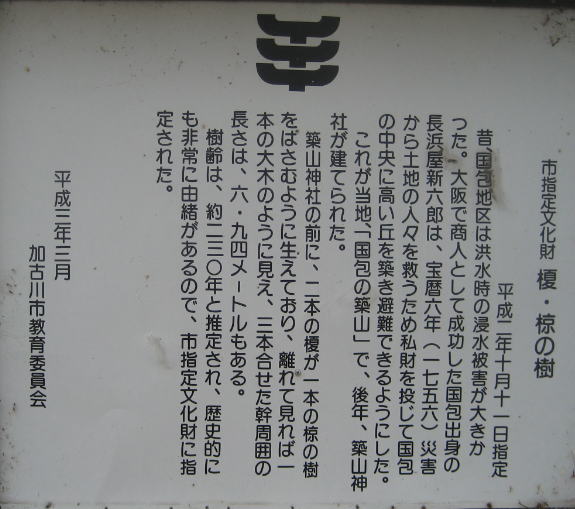 市指定文化財 榎・椋の樹
平成二年十月十一日指定
昔、国包地区は洪水時の浸水被害が大きか
った。大阪で商人として成功した国包出身の
長浜屋新六郎は、宝暦六年（一七五六）災害
から土地の人々を救うため私財を投じて国包
の中央に高い丘を築き避難できるようにした。
これが当地、「国包の築山」で、後年、築山神
社が建てられた。
築山神社の前に、二本の榎が一本の椋の樹
をはさむように生えており、離れて見れば一
本の大木のように見え、三本合せた幹周囲の
長さは、六・九四メートルもある。
樹齢は、約二三〇年と推定され、歴史的に
も非常に由緒があるので、市指定文化財に指
定された。
平成三年三月
加古川市教育委員会